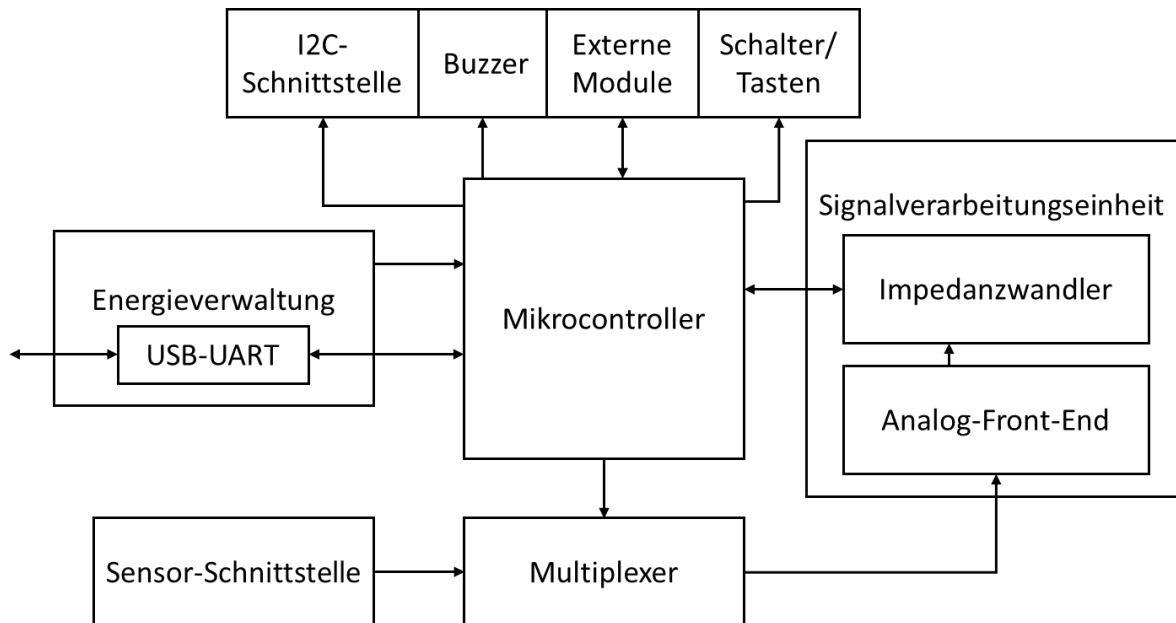 I2C-
Schnittstelle
Buzzer
Externe
Module
Schalter/
Tasten
Signalverarbeitungseinheit
Impedanzwandler
Energieverwaltung
Mikrocontroller
USB-UART
Analog-Front-End
Sensor-Schnittstelle
Multiplexer